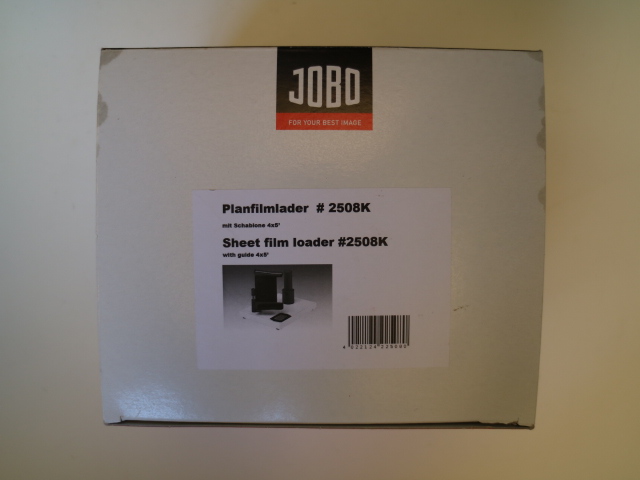 JOBO
FOR YOUR BEST IMAGE
Planfilmlader # 2508K
mit Schablone 4x5'
Sheet film loader #2508K
with guide 4x5'